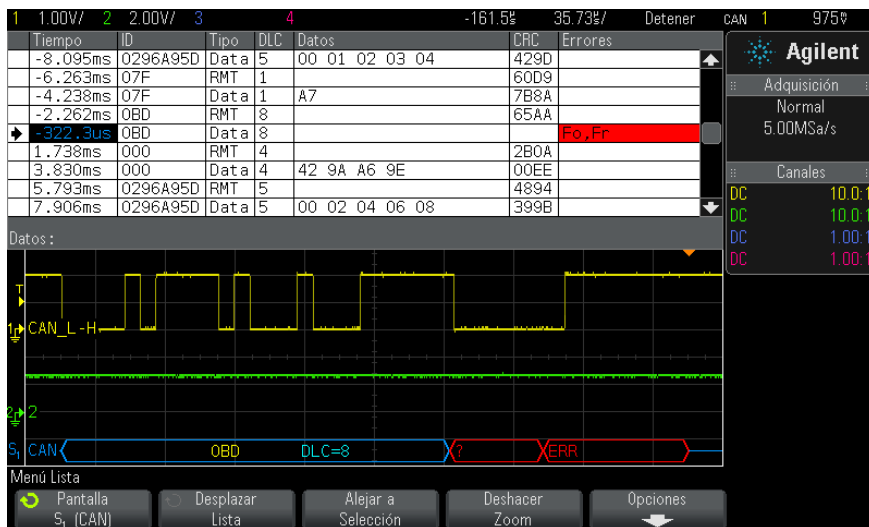 1 1.00V/ 2 2.00V/ 3 4 -161.5% 35.73%/ Detener CAN 1 975%
Tiempo ID Tipo DLC Datos CRC Errores
-8.095ms 0296A95D Data 5 00 01 02 03 04 429D
-6.263ms 07F RMT 1 60D9
-4.238ms 07F Data 1 A7 7B8A
-2.262ms 0BD RMT 8 65AA
-322.3us 0BD Data 8 Fo,Fr
1.738ms 000 RMT 4 2B0A
3.830ms 000 Data 4 42 9A A6 9E 00EE
5.793ms 0296A95D RMT 5 4894
7.906ms 0296A95D Data 5 00 02 04 06 08 399B
Datos:
Agilent
Adquisición
Normal
5.00MSa/s
Canales
DC 10.0:1
DC 10.0:1
DC 1.00:1
DC 1.00:1
T
1 CAN_L-H
2 2
S1 CAN 0BD DLC=8 ? ERR
Menú Lista
Pantalla
S1 (CAN)
Desplazar
Lista
Alejar a
Selección
Deshacer
Zoom
Opciones